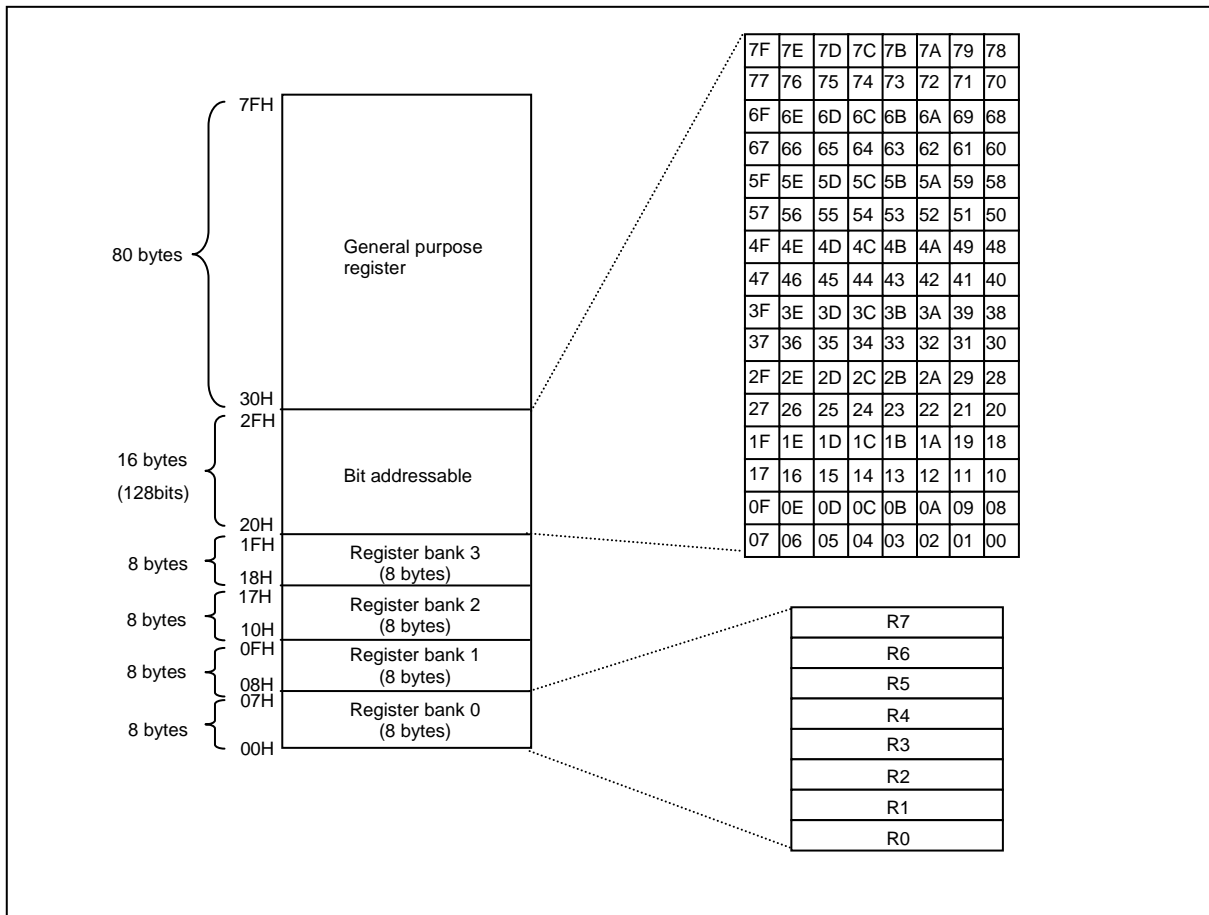 7FH
80 bytes
General purpose
register
30H
2FH
16 bytes
(128bits)
Bit addressable
20H
1FH
8 bytes
Register bank 3
(8 bytes)
18H
17H
8 bytes
Register bank 2
(8 bytes)
10H
0FH
8 bytes
Register bank 1
(8 bytes)
08H
07H
8 bytes
Register bank 0
(8 bytes)
00H
7F 7E 7D 7C 7B 7A 79 78
77 76 75 74 73 72 71 70
6F 6E 6D 6C 6B 6A 69 68
67 66 65 64 63 62 61 60
5F 5E 5D 5C 5B 5A 59 58
57 56 55 54 53 52 51 50
4F 4E 4D 4C 4B 4A 49 48
47 46 45 44 43 42 41 40
3F 3E 3D 3C 3B 3A 39 38
37 36 35 34 33 32 31 30
2F 2E 2D 2C 2B 2A 29 28
27 26 25 24 23 22 21 20
1F 1E 1D 1C 1B 1A 19 18
17 16 15 14 13 12 11 10
0F 0E 0D 0C 0B 0A 09 08
07 06 05 04 03 02 01 00
R7
R6
R5
R4
R3
R2
R1
R0